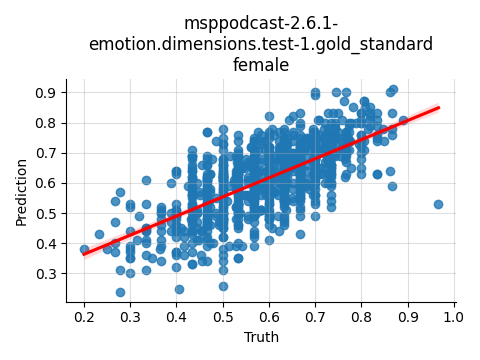 msppodcast-2.6.1-
emotion.dimensions.test-1.gold_standard
female
Prediction
0.9
0.8
0.7
0.6
0.5
0.4
0.3
0.2 0.3 0.4 0.5 0.6 0.7 0.8 0.9 1.0
Truth